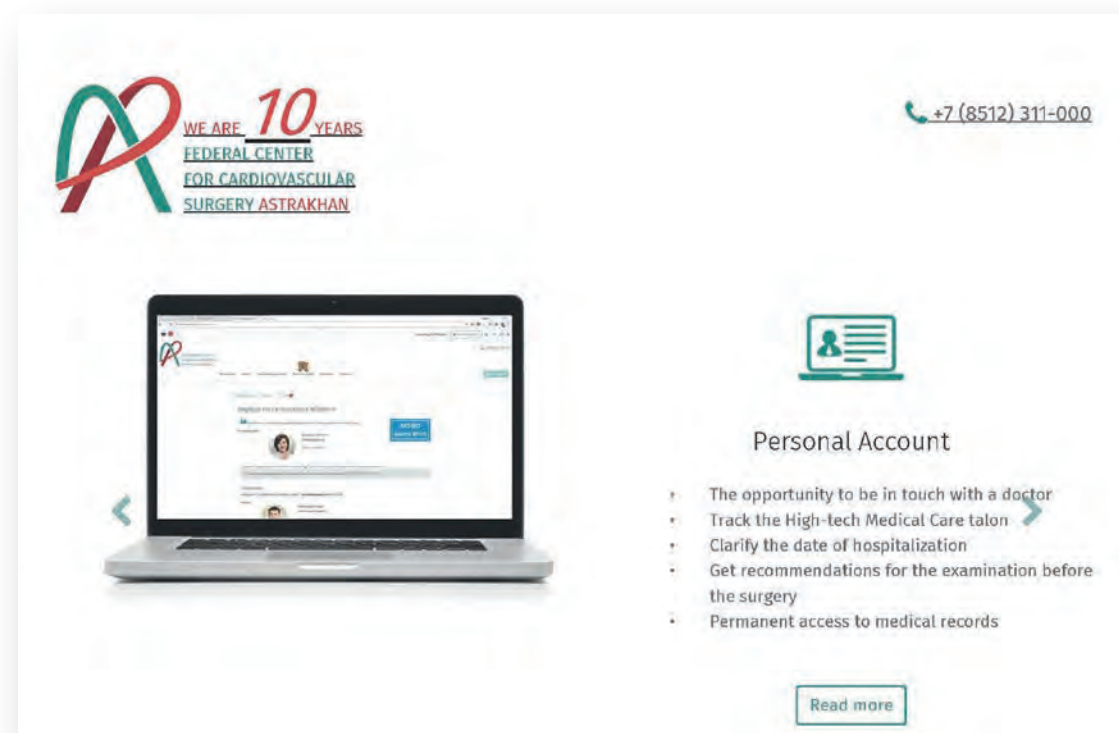 WE ARE 10 YEARS
FEDERAL CENTER
FOR CARDIOVASCULAR
SURGERY ASTRAKHAN
+7 (8512) 311-000
Personal Account
The opportunity to be in touch with a doctor
Track the High-tech Medical Care talon
Clarify the date of hospitalization
Get recommendations for the examination before
the surgery
Permanent access to medical records
Read more